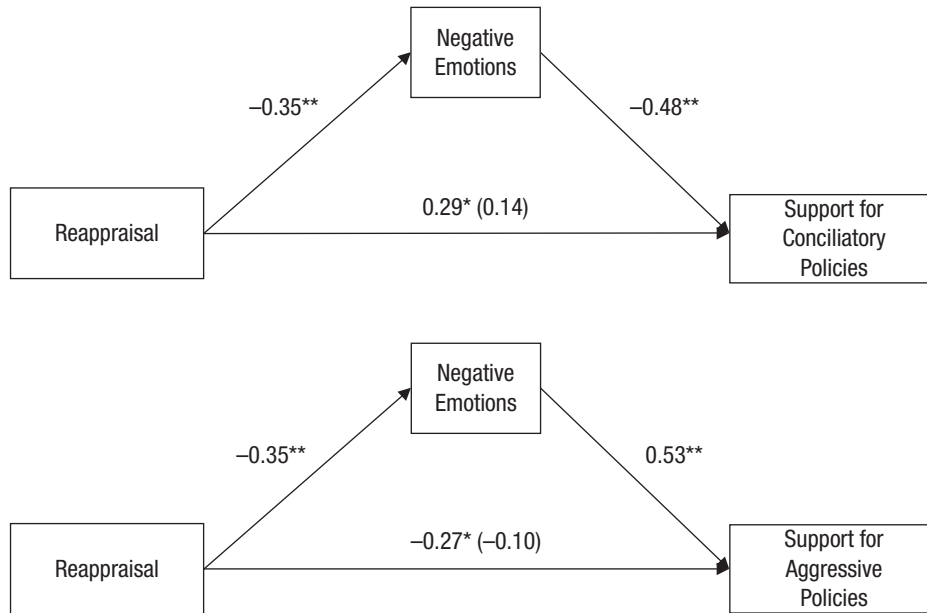 Negative
Emotions
–0.35**
–0.48**
Reappraisal
0.29* (0.14)
Support for
Conciliatory
Policies
Negative
Emotions
–0.35**
0.53**
Reappraisal
–0.27* (–0.10)
Support for
Aggressive
Policies